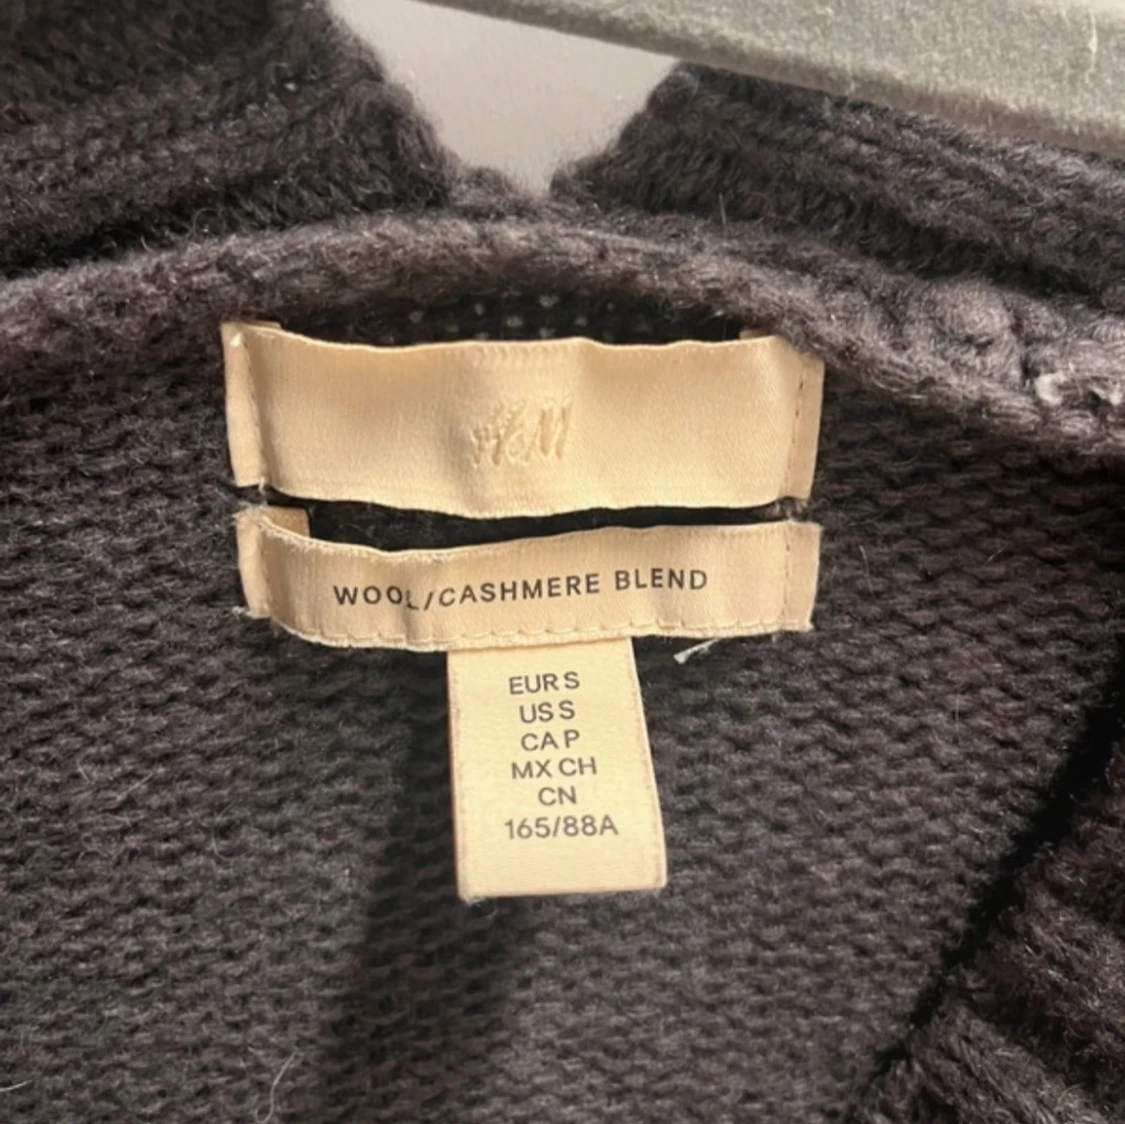 H&M
WOOL/CASHMERE BLEND
EUR S
US S
CA P
MX CH
CN
165/88A